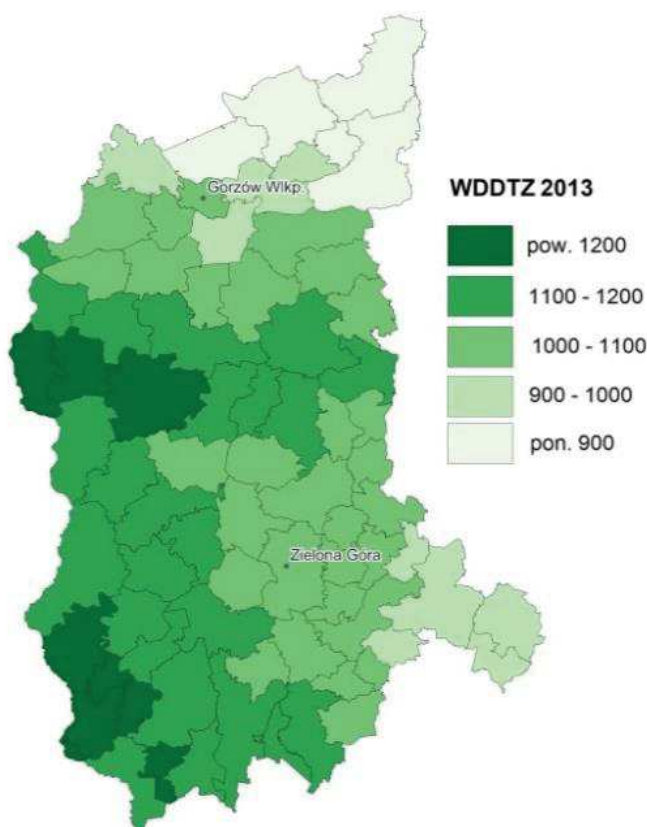 Gorzów Wlkp.
WDDTZ 2013
pow. 1200
1100 - 1200
1000 - 1100
900 - 1000
pon. 900
Zielona Góra